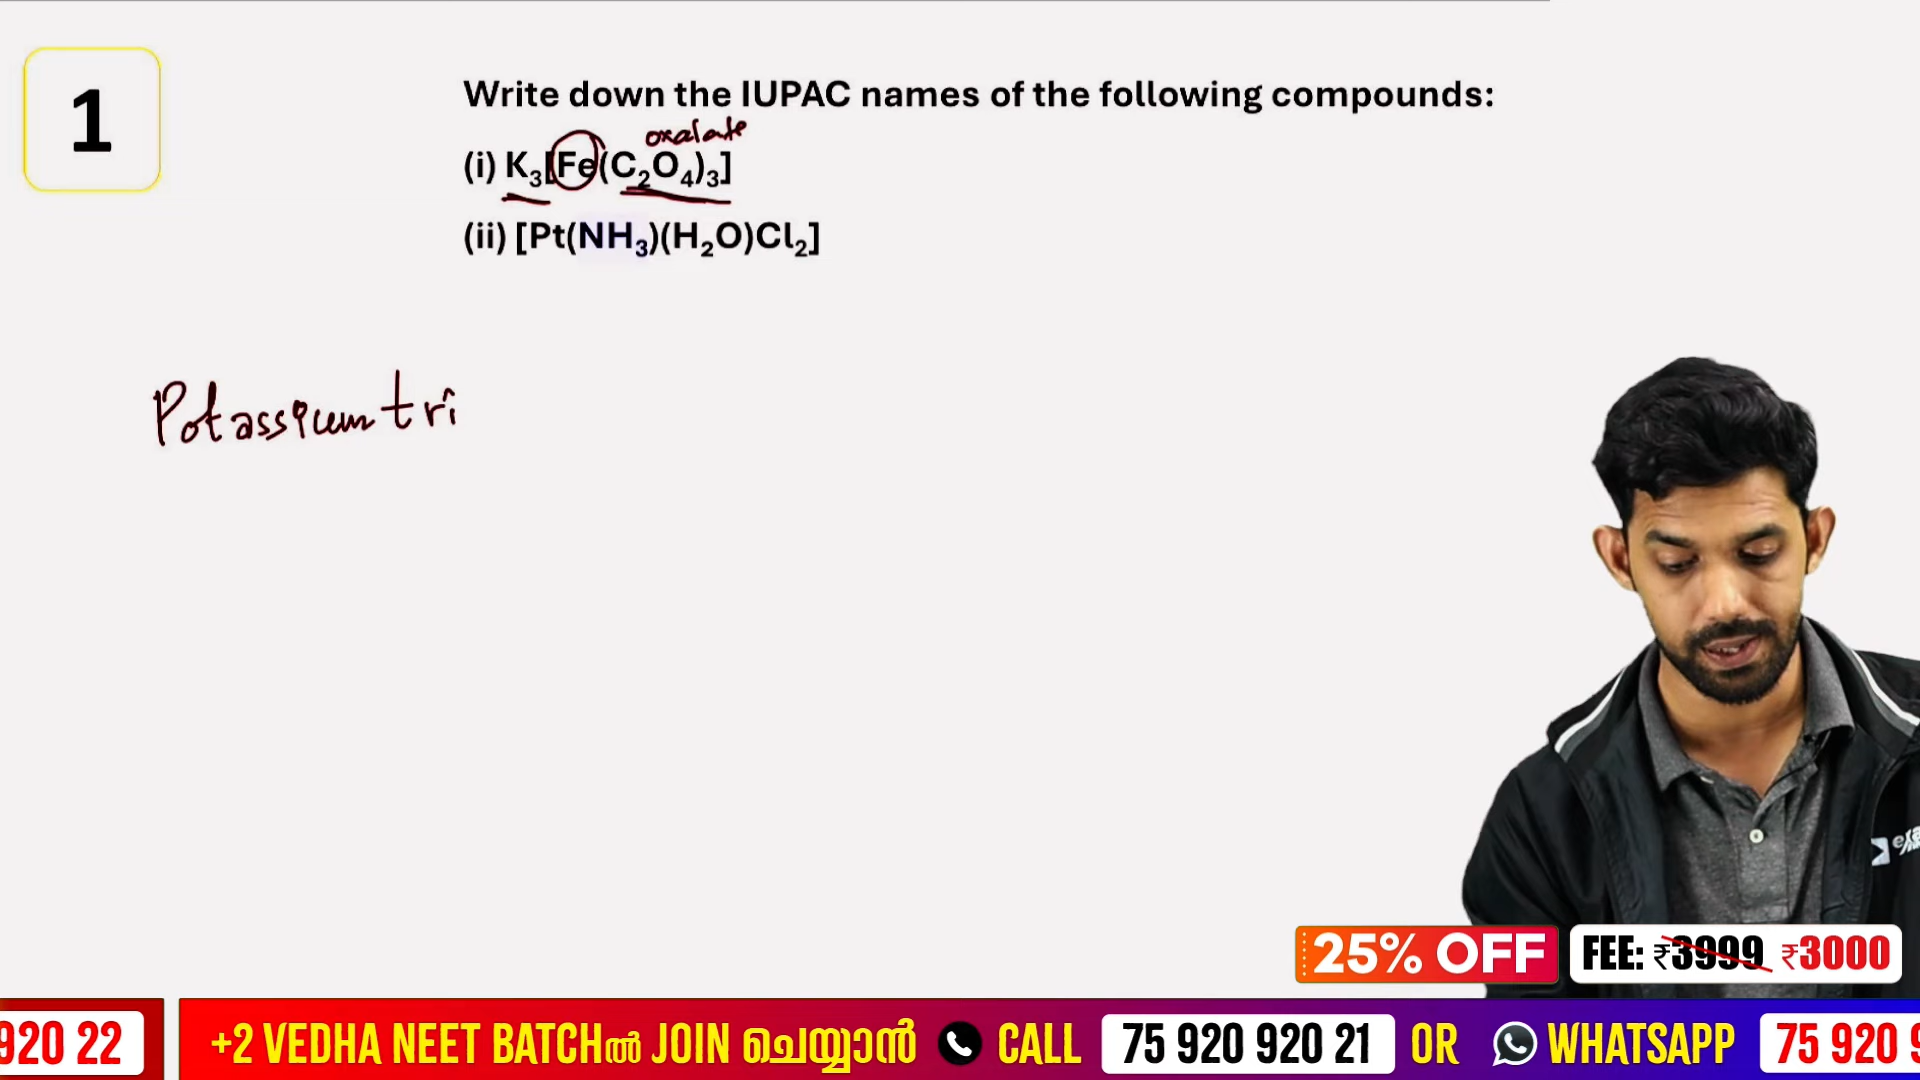 1
Write down the IUPAC names of the following compounds:
oxalate
(i) K₃[Fe(C₂O₄)₃]
(ii) [Pt(NH₃)(H₂O)Cl₂]
Potassium tri
25% OFF FEE: ₹3999 ₹3000
920 22 +2 VEDHA NEET BATCHൽ JOIN ചെയ്യാൻ CALL 75 920 920 21 OR WHATSAPP 75 920 9